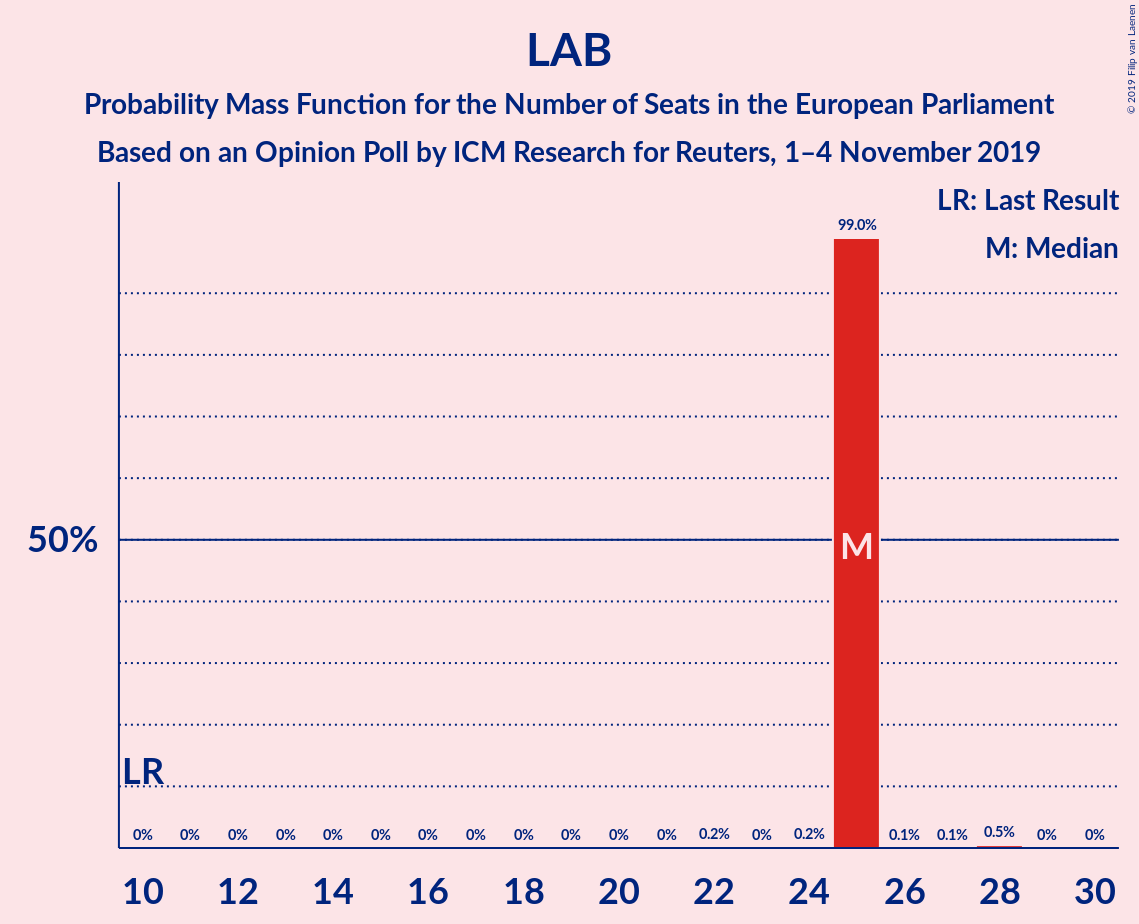 LAB
Probability Mass Function for the Number of Seats in the European Parliament
Based on an Opinion Poll by ICM Research for Reuters, 1–4 November 2019
© 2019 Filip van Laenen
LR: Last Result
M: Median
99.0%
50%
M
LR
0% 0% 0% 0% 0% 0% 0% 0% 0% 0% 0% 0% 0.2% 0% 0.2% 0.1% 0.1% 0.5% 0% 0%
10 12 14 16 18 20 22 24 26 28 30